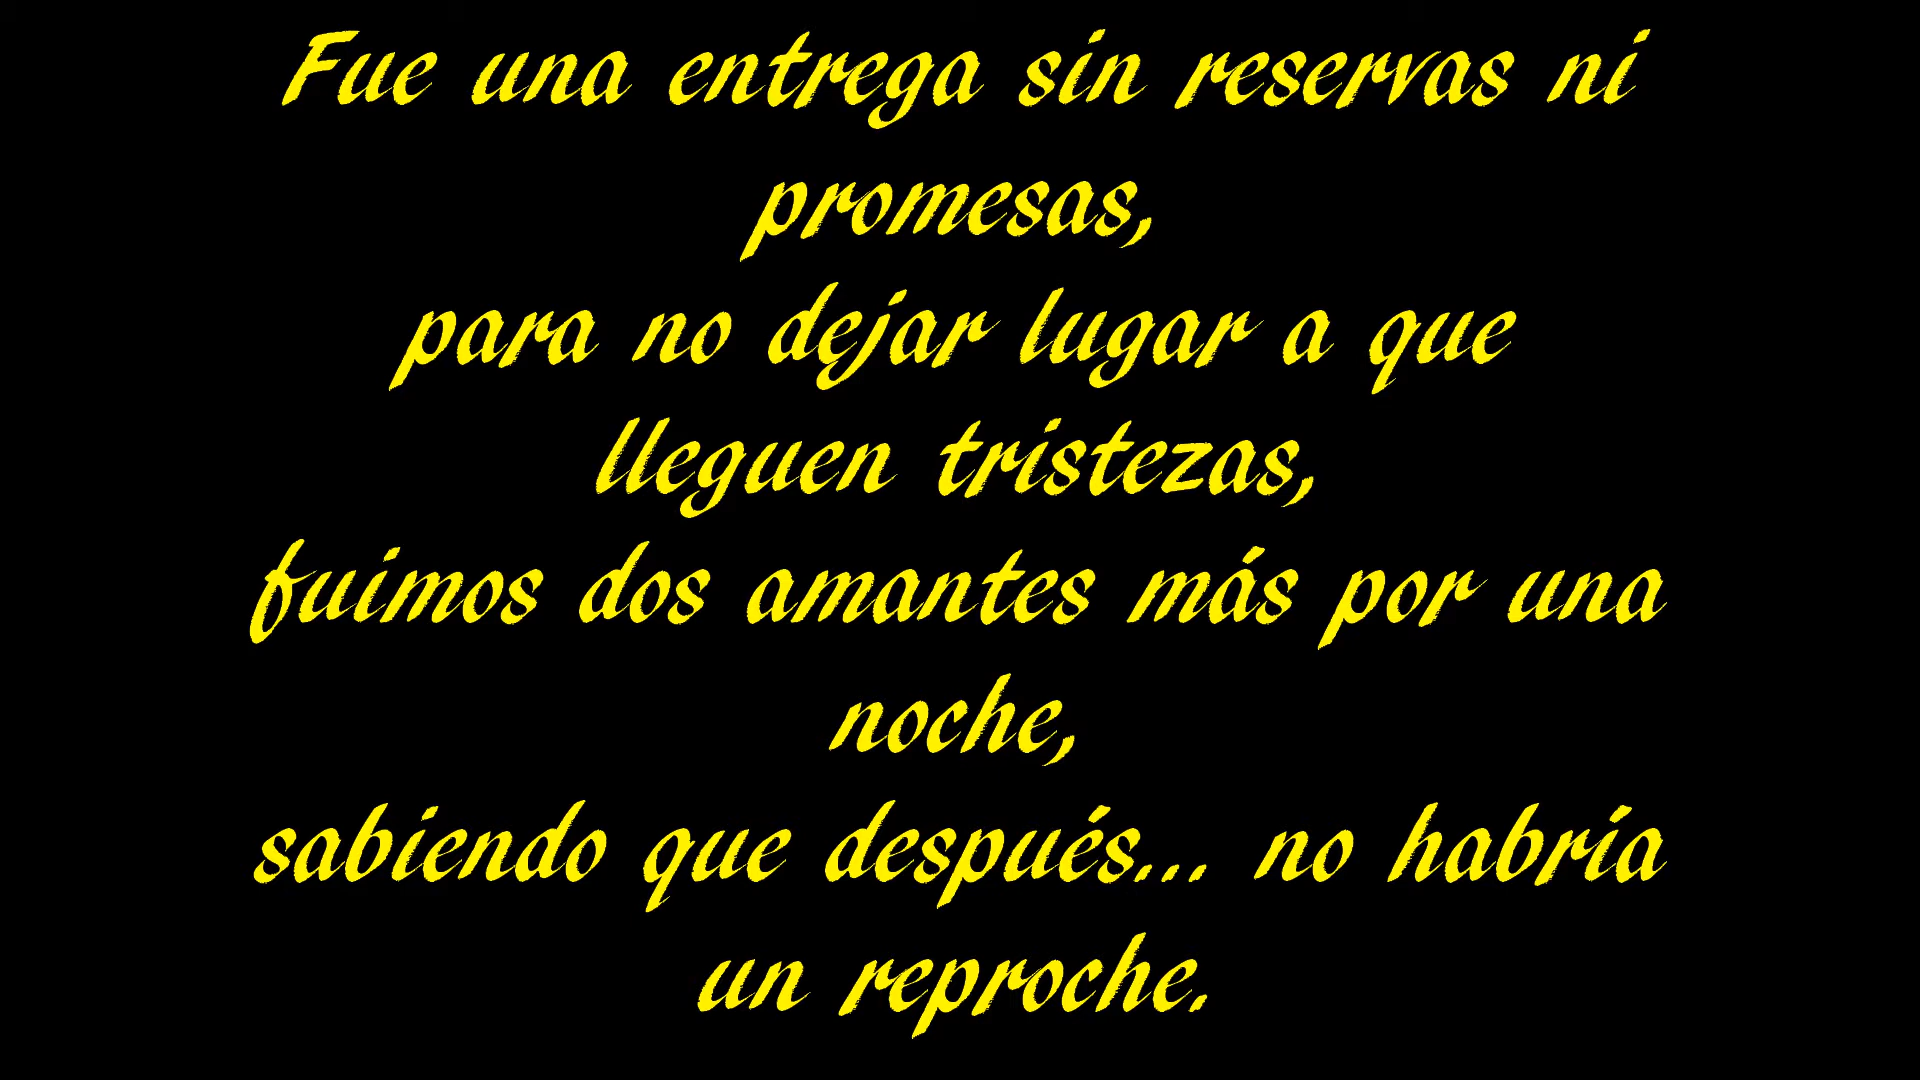 Fue una entrega sin reservas ni
promesas,
para no dejar lugar a que
lleguen tristezas,
fuimos dos amantes más por una
noche,
sabiendo que después... no habría
un reproche.